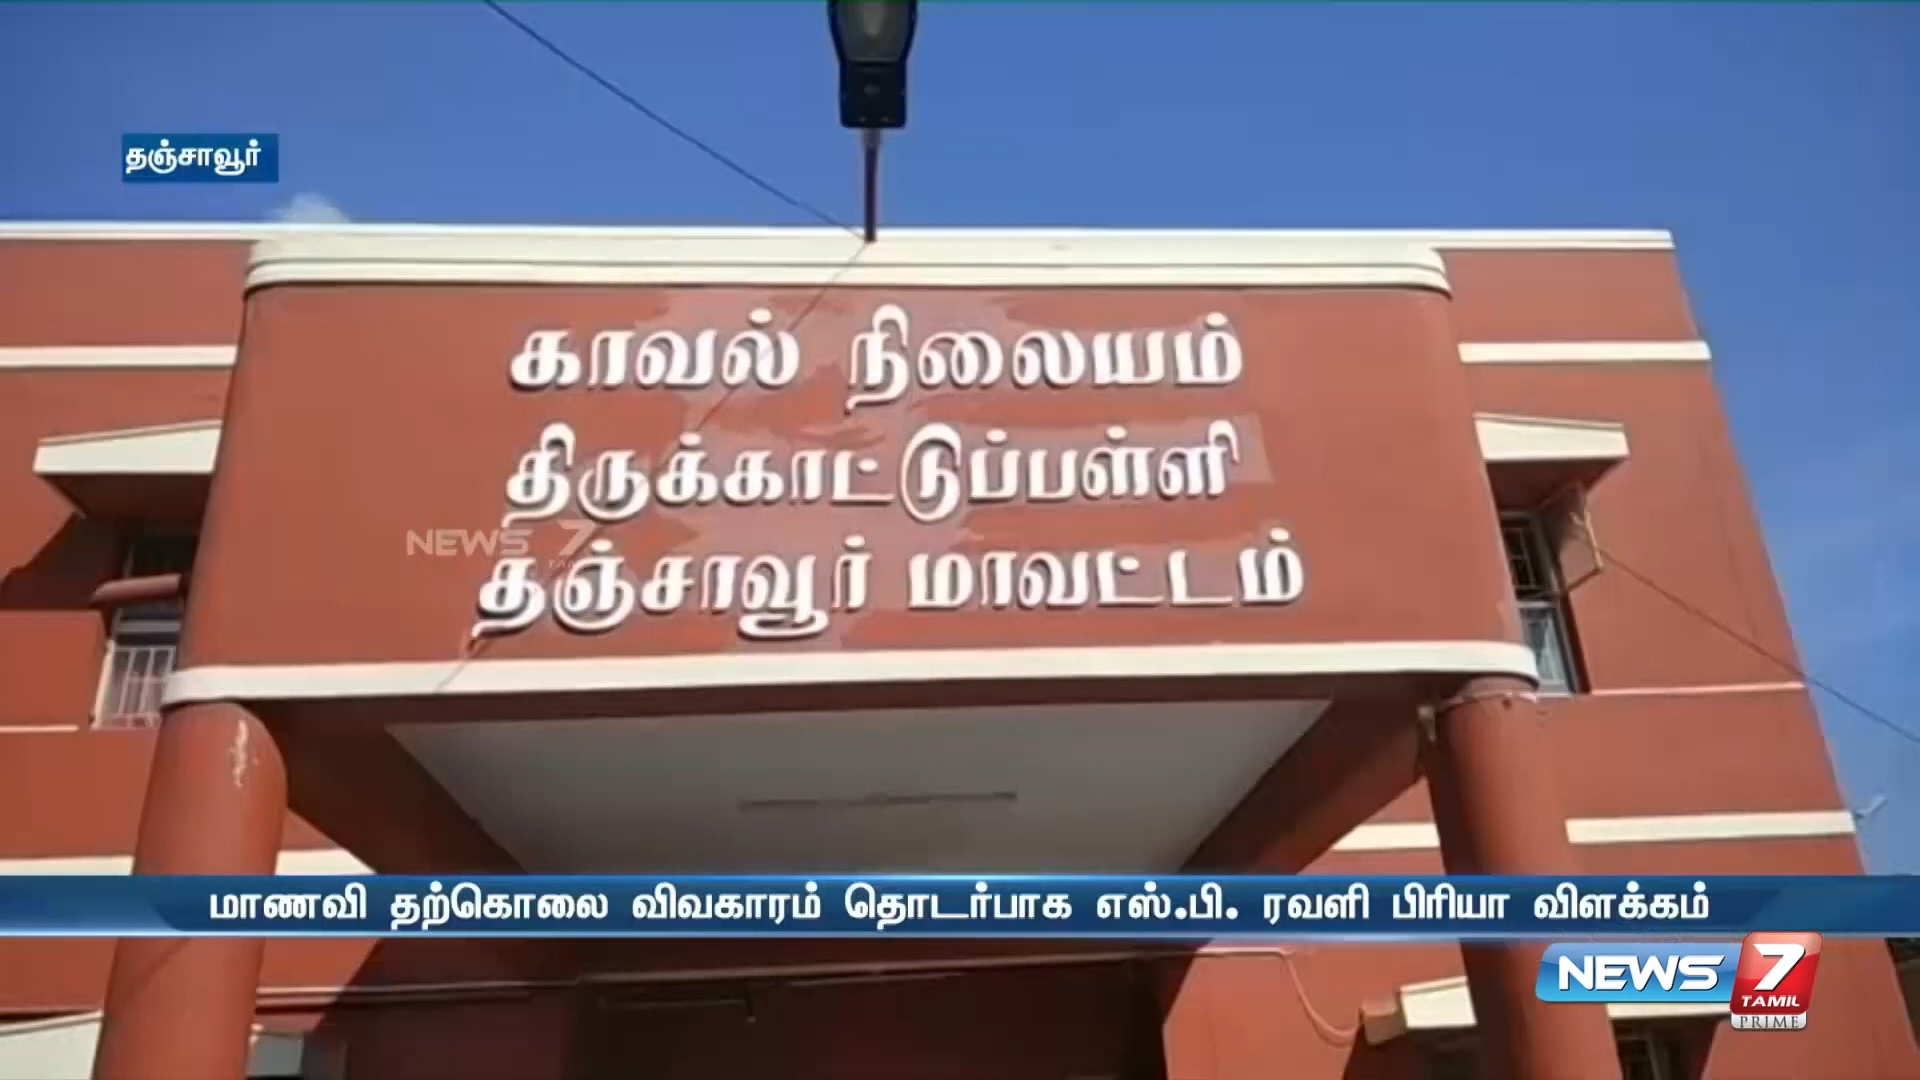 தஞ்சாவூர்
காவல் நிலையம்
திருக்காட்டுப்பள்ளி
NEWS 7
தஞ்சாவூர் மாவட்டம்
மாணவி தற்கொலை விவகாரம் தொடர்பாக எஸ்.பி. ரவளி பிரியா விளக்கம்
NEWS 7
TAMIL
PRIME